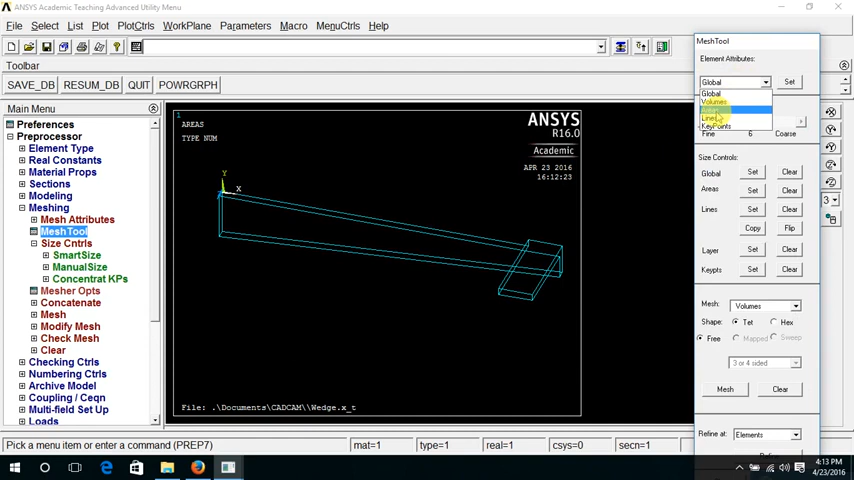 ANSYS Academic Teaching Advanced Utility Menu
File Select List Plot PlotCtrls WorkPlane Parameters Macro MenuCtrls Help
Toolbar
SAVE_DB RESUM_DB QUIT POWRGRPH
Main Menu
Preferences
Preprocessor
Element Type
Real Constants
Material Props
Sections
Modeling
Meshing
Mesh Attributes
MeshTool
Size Cntrls
SmartSize
ManualSize
Concentrat KPs
Mesher Opts
Concatenate
Mesh
Modify Mesh
Check Mesh
Clear
Checking Ctrls
Numbering Ctrls
Archive Model
Coupling / Ceqn
Multi-field Set Up
Loads
1
AREAS
TYPE NUM
ANSYS
R16.0
Academic
APR 23 2016
16:12:23
Y
X
File: .\Documents\CADCAM\\Wedge.x_t
MeshTool
Element Attributes:
Global Set
Global
Volumes
Areas
Lines
KeyPoints
Fine 6 Coarse
Size Controls:
Global Set Clear
Areas Set Clear
Lines Set Clear
Copy Flip
Layer Set Clear
Keypts Set Clear
Mesh: Volumes
Shape: Tet Hex
Free Mapped Sweep
3 or 4 sided
Mesh Clear
Refine at: Elements
Refine
3
Pick a menu item or enter a command (PREP7) mat=1 type=1 real=1 csys=0 secn=1
4:13 PM
4/23/2016